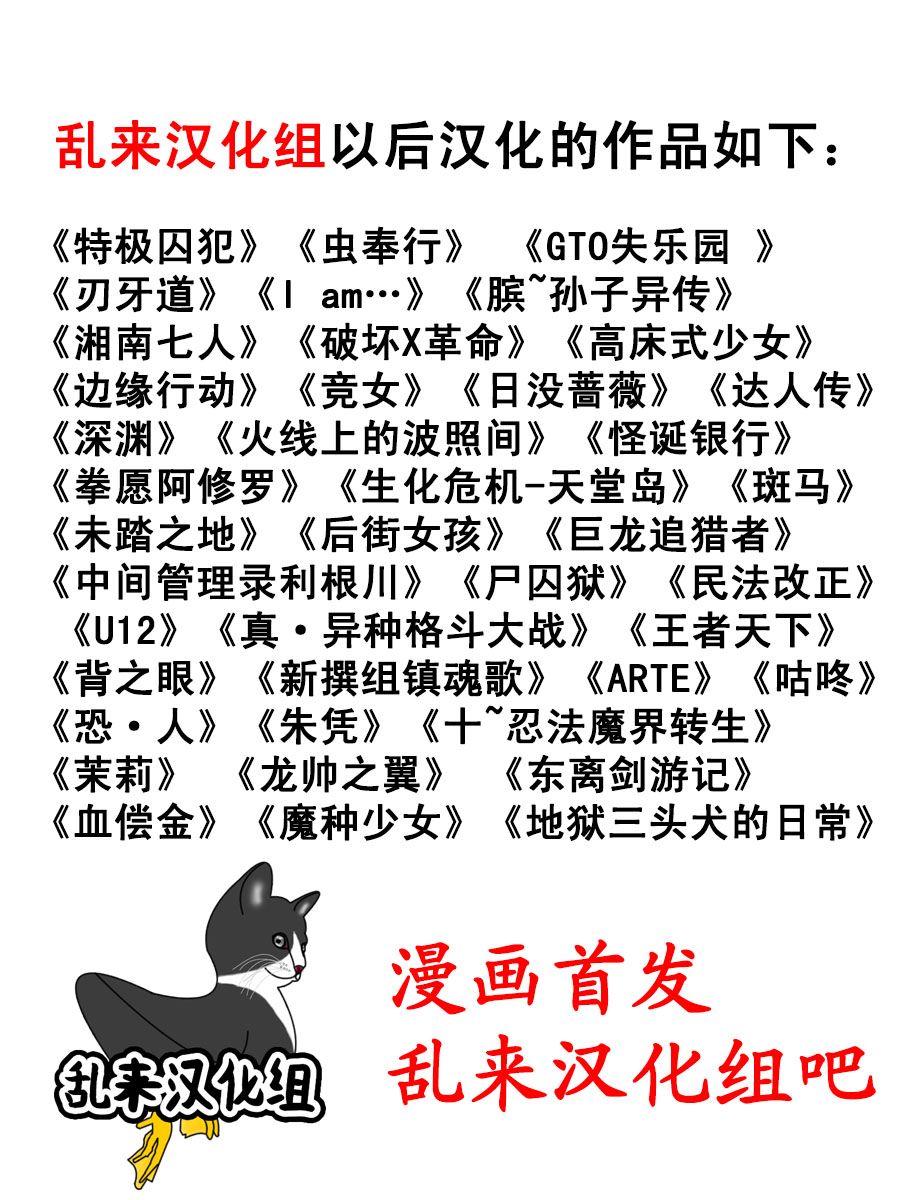 乱来汉化组以后汉化的作品如下：
《特极囚犯》《虫奉行》 《GTO失乐园 》
《刃牙道》《I am…》《膑~孙子异传》
《湘南七人》《破坏X革命》《高床式少女》
《边缘行动》《竞女》《日没蔷薇》《达人传》
《深渊》《火线上的波照间》《怪诞银行》
《拳愿阿修罗》《生化危机-天堂岛》《斑马》
《未踏之地》《后街女孩》《巨龙追猎者》
《中间管理录利根川》《尸囚狱》《民法改正》
《U12》《真·异种格斗大战》《王者天下》
《背之眼》《新撰组镇魂歌》《ARTE》《咕咚》
《恐·人》《朱凭》《十~忍法魔界转生》
《茉莉》 《龙帅之翼》 《东离剑游记》
《血偿金》《魔种少女》《地狱三头犬的日常》
漫画首发
乱来汉化组吧
乱来汉化组